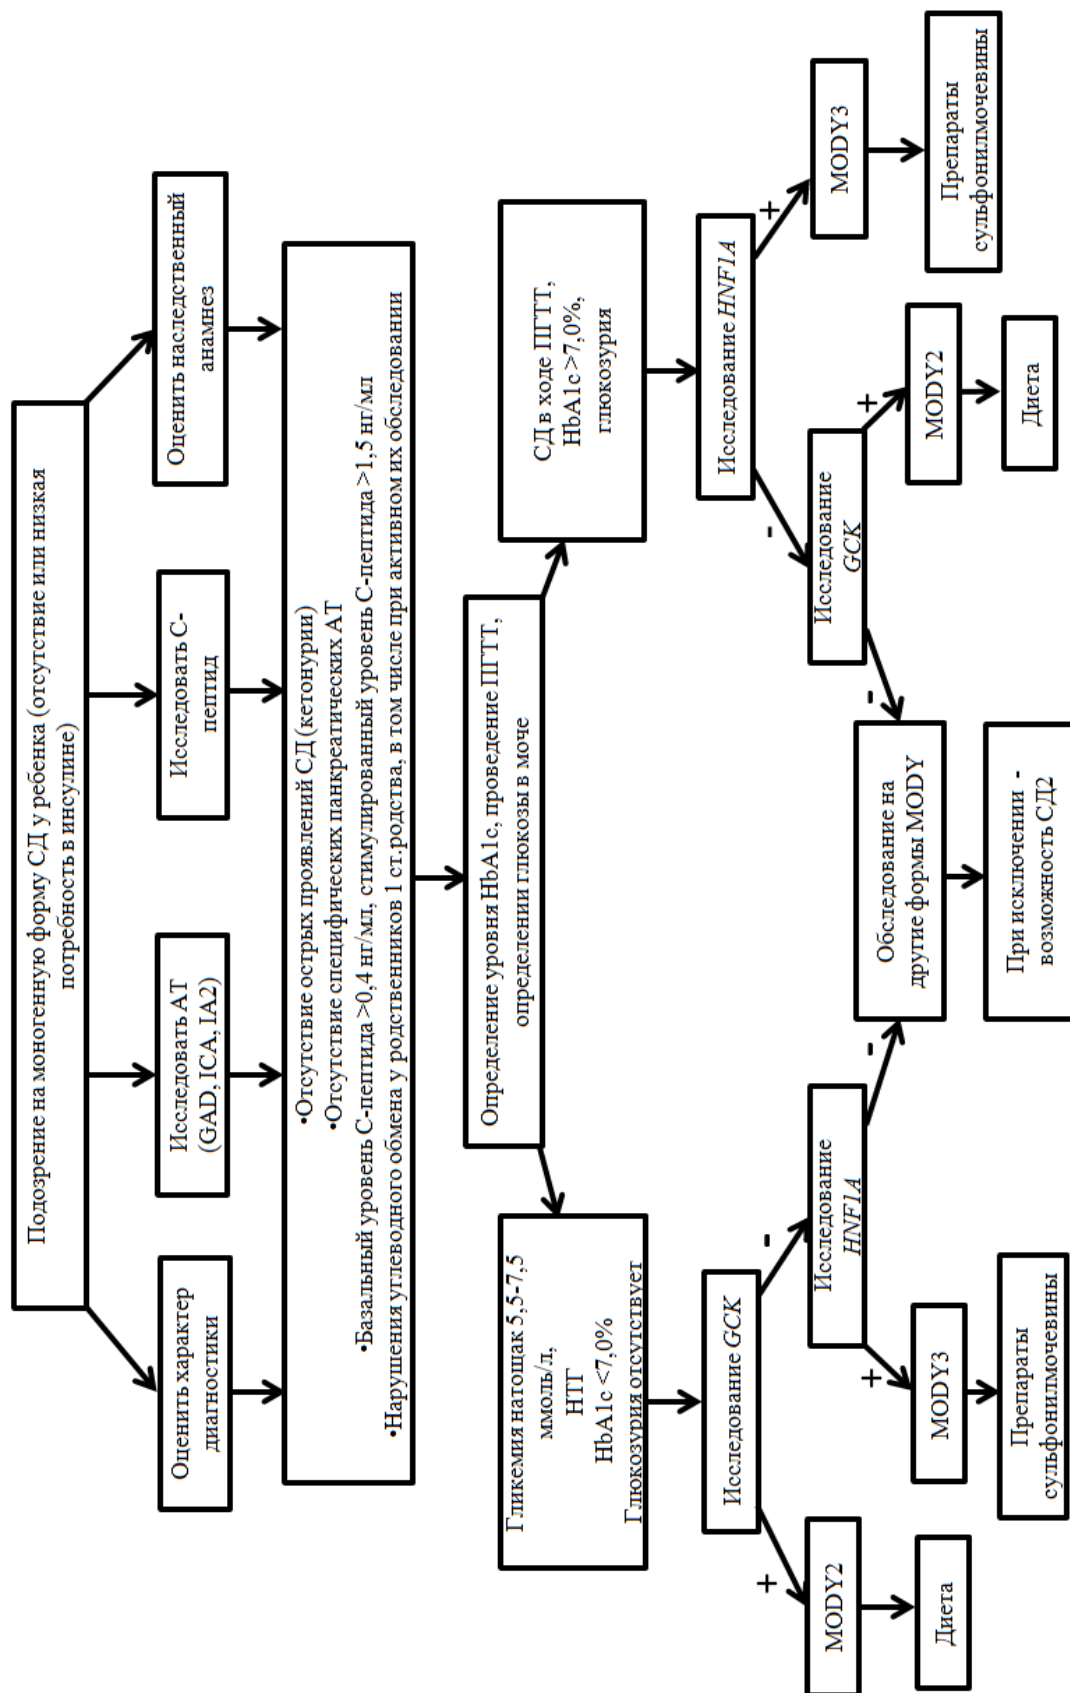 Подозрение на моногенную форму СД у ребенка (отсутствие или низкая
потребность в инсулине)
Оценить характер
диагностики
Исследовать АТ
(GAD, ICA, IA2)
Исследовать С-
пептид
Оценить наследственный
анамнез
•Отсутствие острых проявлений СД (кетонурии)
•Отсутствие специфических панкреатических АТ
•Базальный уровень С-пептида >0,4 нг/мл, стимулированный уровень С-пептида >1,5 нг/мл
•Нарушения углеводного обмена у родственников 1 ст.родства, в том числе при активном их обследовании
Определение уровня HbA1c, проведение ПГТТ,
определении глюкозы в моче
Гликемия натощак 5,5-7,5
ммоль/л,
НТГ
HbA1c <7,0%
Глюкозурия отсутствует
СД в ходе ПГТТ,
HbA1c >7,0%,
глюкозурия
Исследование GCK
Исследование HNF1A
+
-
-
+
MODY2
Исследование
HNF1A
Исследование
GCK
MODY3
+
-
-
+
Диета
MODY3
Обследование на
другие формы MODY
MODY2
Препараты
сульфонилмочевины
Препараты
сульфонилмочевины
При исключении -
возможность СД2
Диета